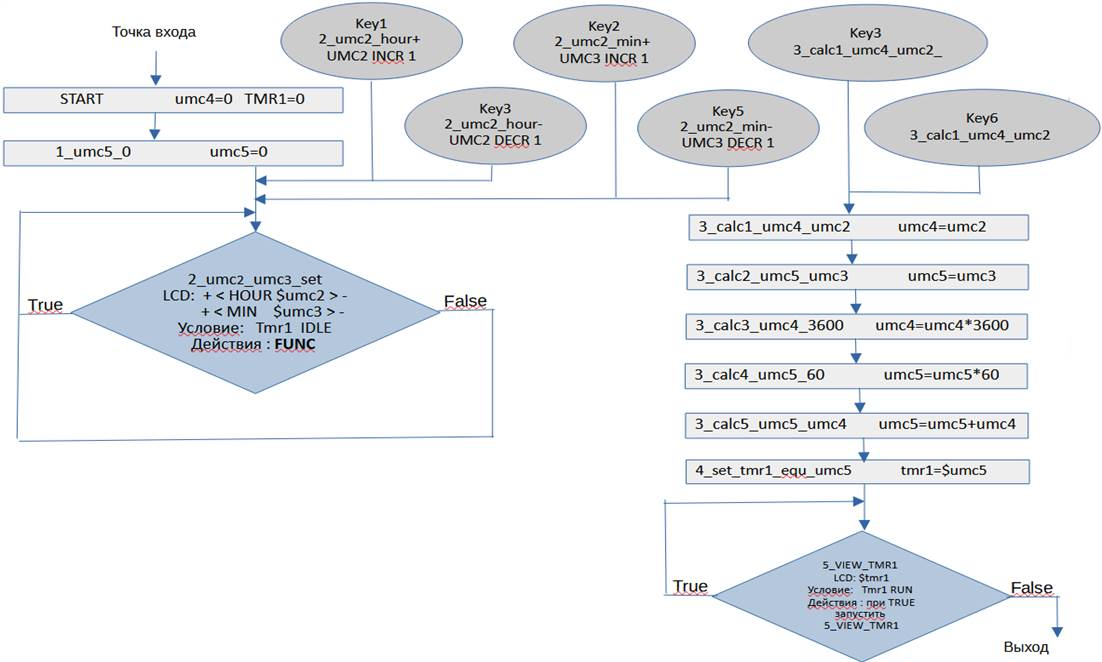 Точка входа
START umc4=0 TMR1=0
1_umc5_0 umc5=0
Key1
2_umc2_hour+
UMC2 INCR 1
Key3
2_umc2_hour-
UMC2 DECR 1
Key2
2_umc2_min+
UMC3 INCR 1
Key5
2_umc2_min-
UMC3 DECR 1
Key3
3_calc1_umc4_umc2_
Key6
3_calc1_umc4_umc2
2_umc2_umc3_set
LCD: + < HOUR $umc2 > -
+ < MIN $umc3 > -
Условие: Tmr1 IDLE
Действия : FUNC
True
False
3_calc1_umc4_umc2 umc4=umc2
3_calc2_umc5_umc3 umc5=umc3
3_calc3_umc4_3600 umc4=umc4*3600
3_calc4_umc5_60 umc5=umc5*60
3_calc5_umc5_umc4 umc5=umc5+umc4
4_set_tmr1_equ_umc5 tmr1=$umc5
5_VIEW_TMR1
LCD: $tmr1
Условие: Tmr1 RUN
Действия : при TRUE
запустить
5_VIEW_TMR1
True
False
Выход